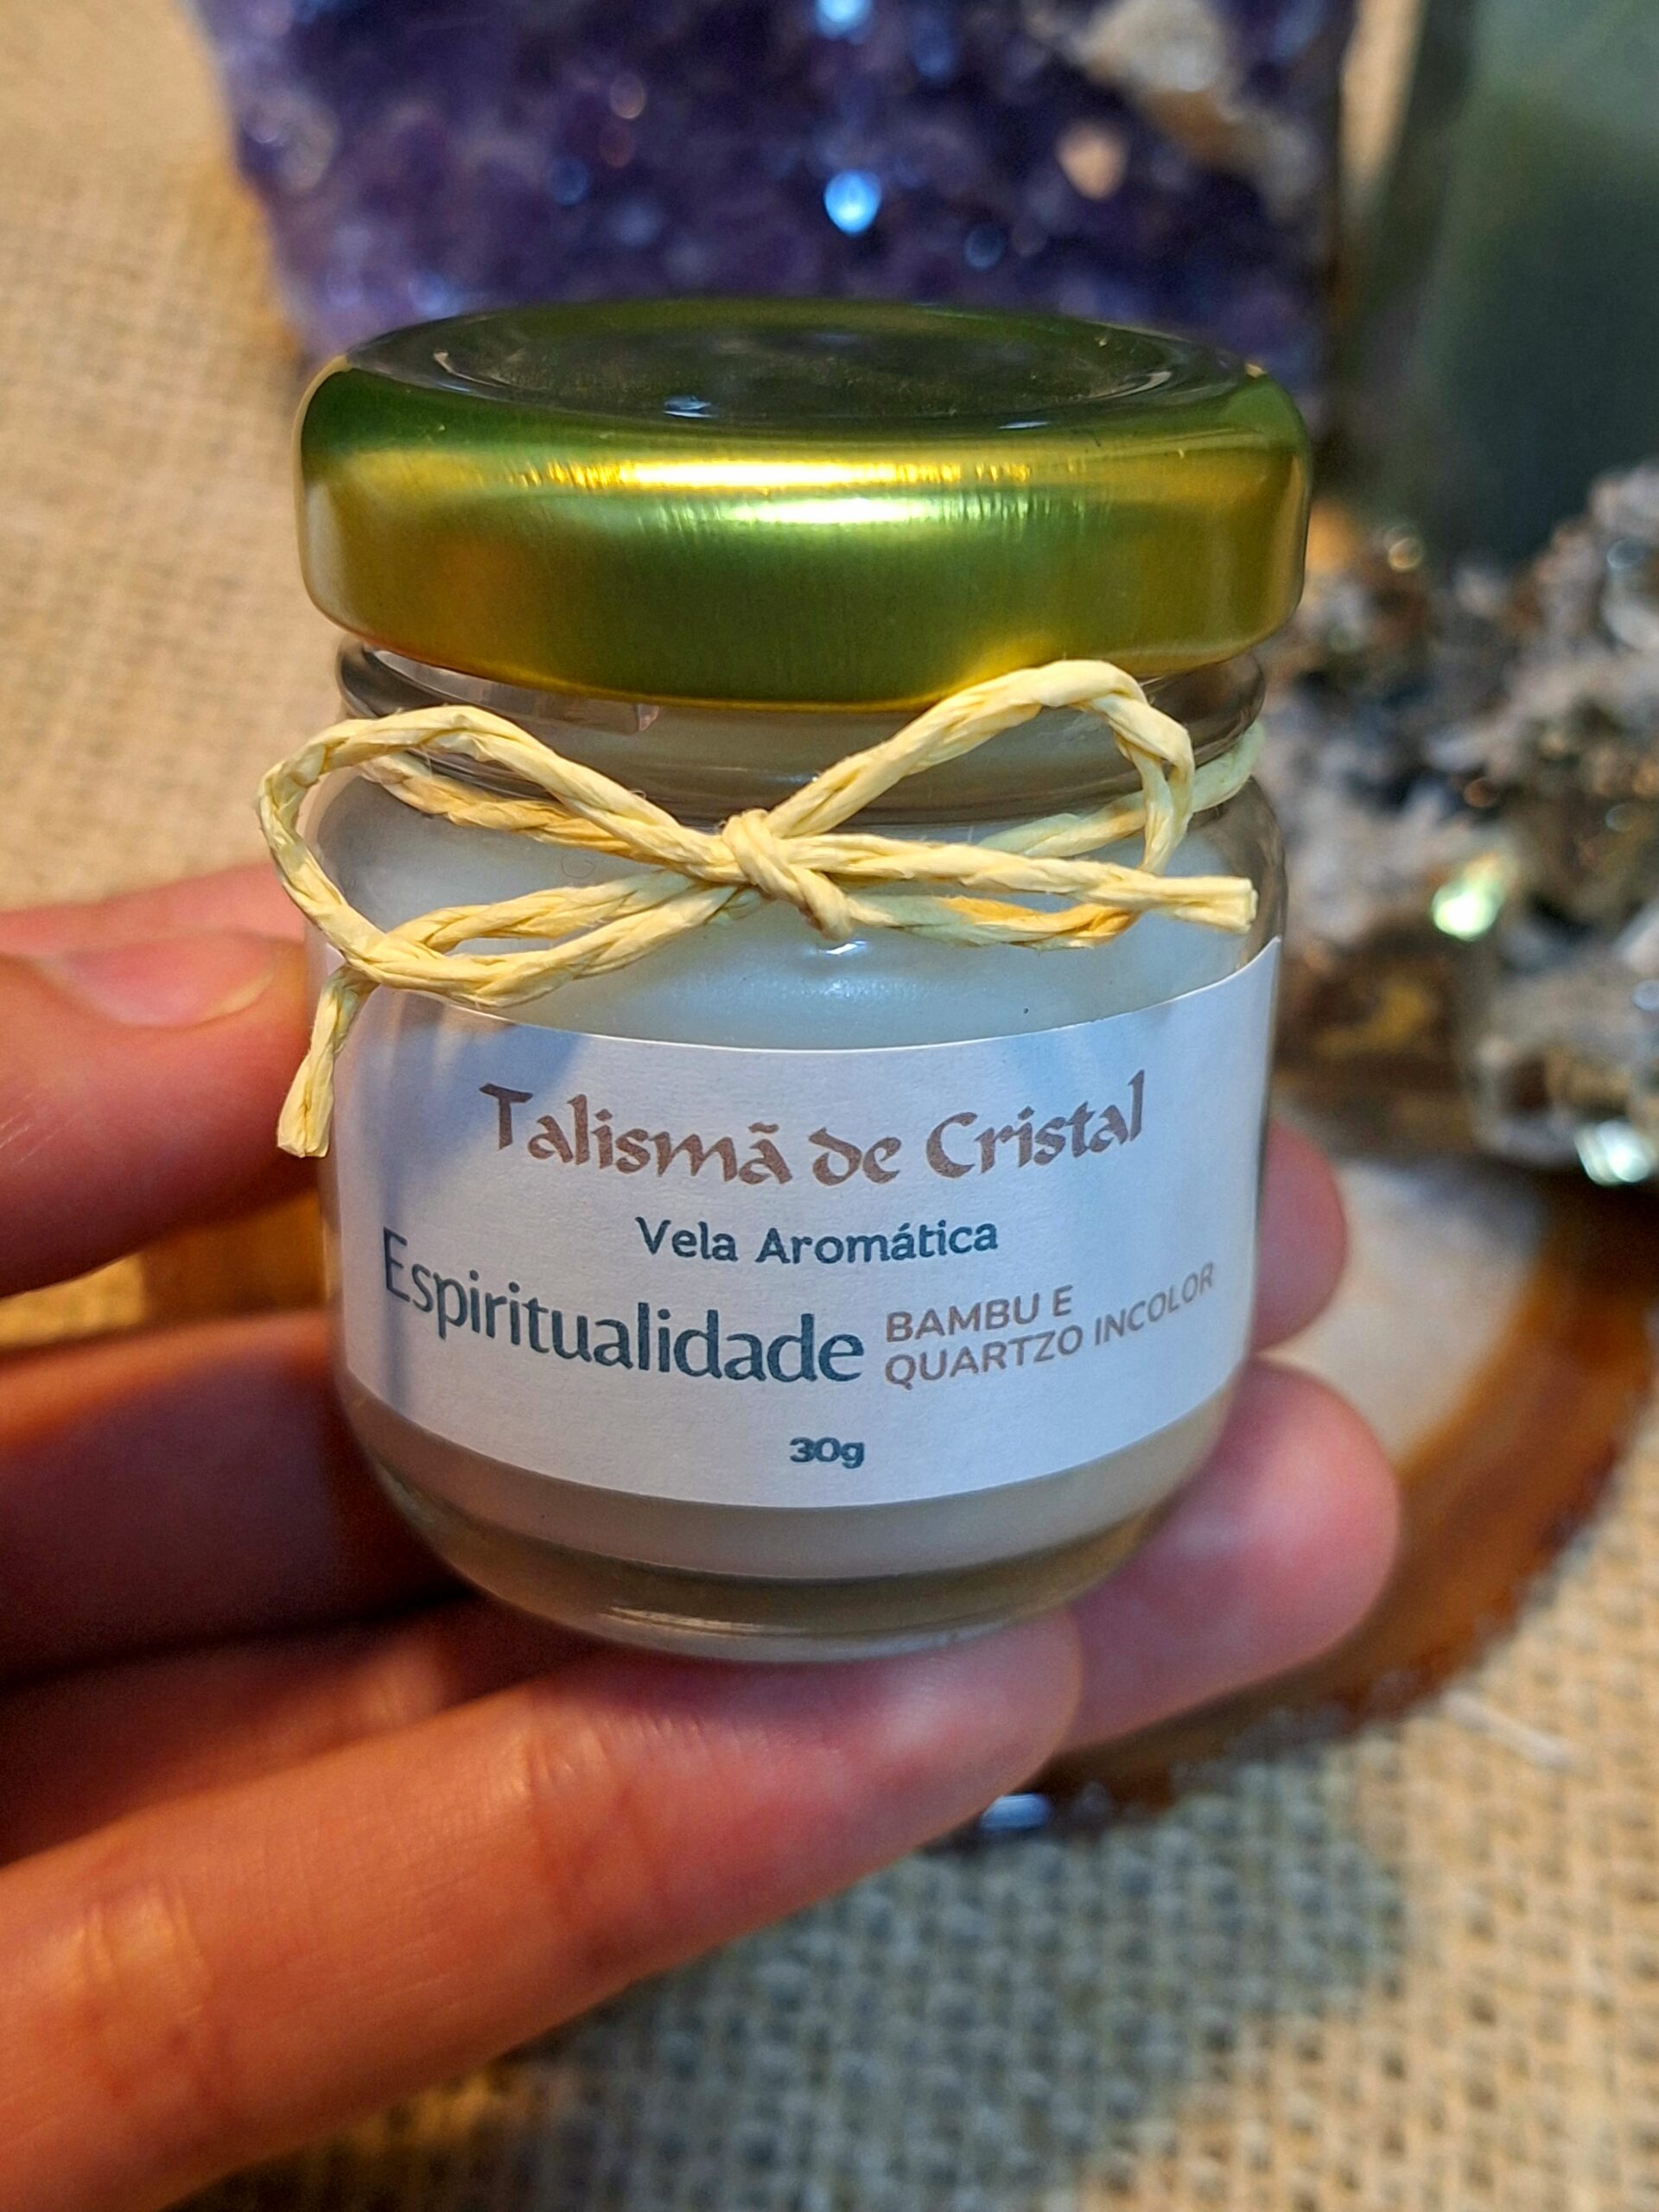 Talismã de Cristal
Vela Aromática
Espiritualidade
BAMBU E
QUARTZO INCOLOR
30g